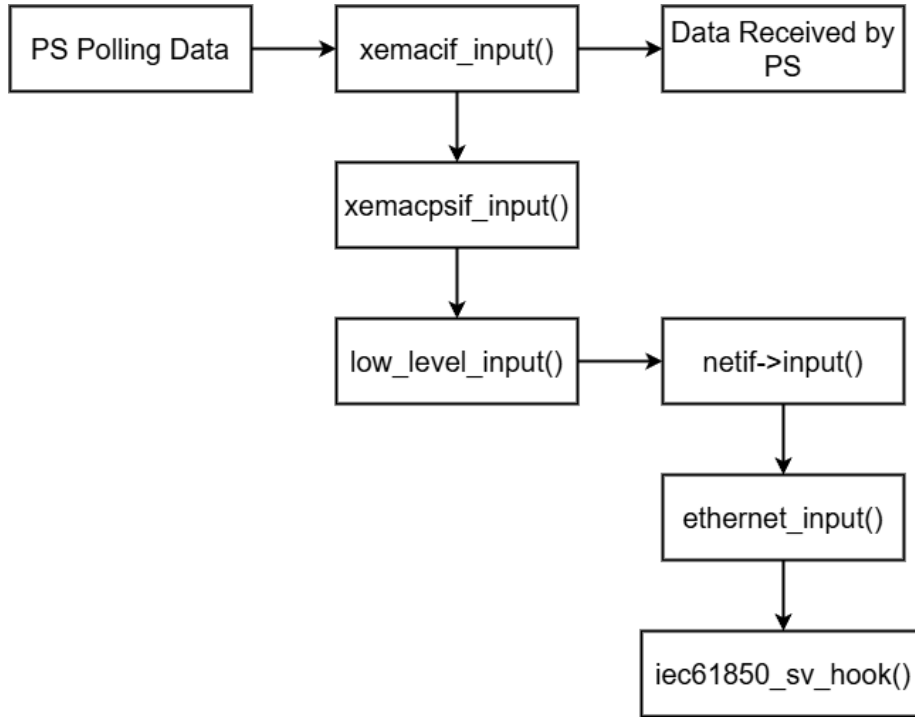 PS Polling Data
xemacif_input()
Data Received by
PS
xemacpsif_input()
low_level_input()
netif->input()
ethernet_input()
iec61850_sv_hook()